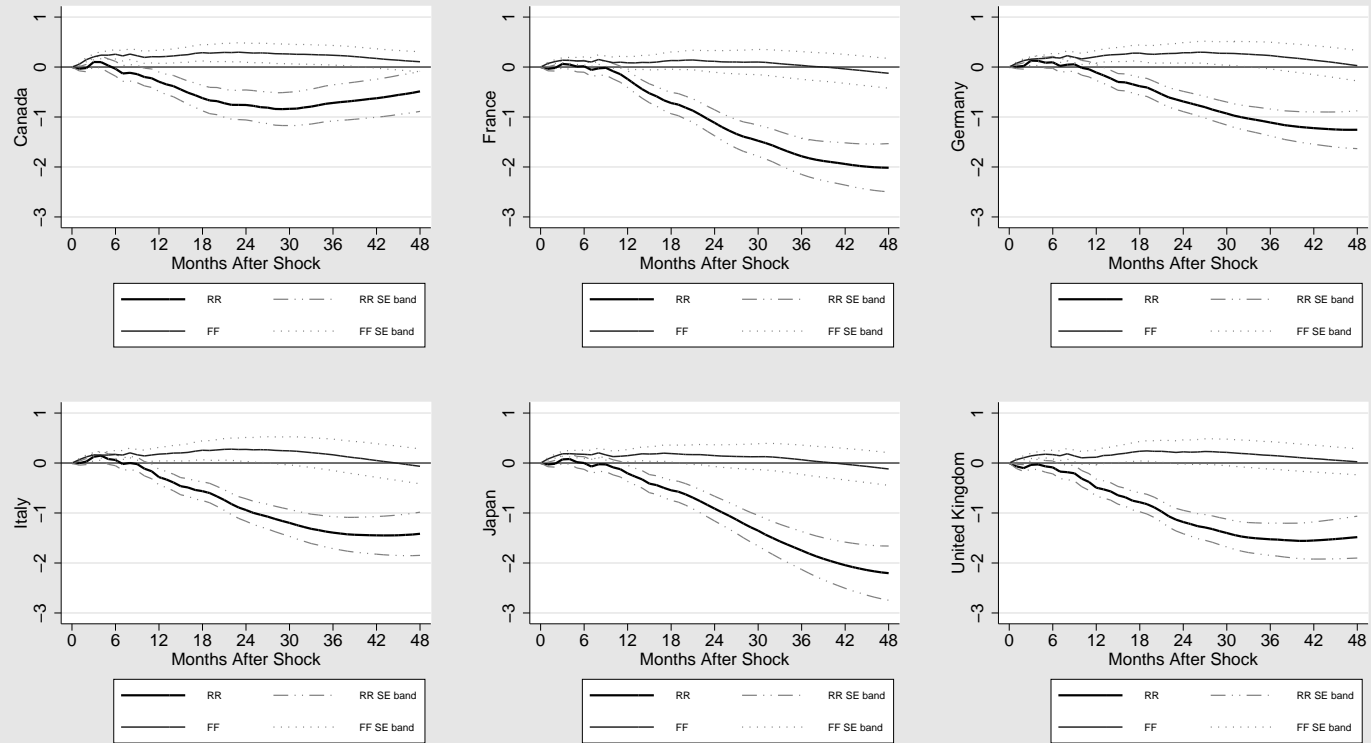 Canada
1
0
−1
−2
−3
0 6 12 18 24 30 36 42 48
Months After Shock
RR RR SE band
FF FF SE band
France
1
0
−1
−2
−3
0 6 12 18 24 30 36 42 48
Months After Shock
RR RR SE band
FF FF SE band
Germany
1
0
−1
−2
−3
0 6 12 18 24 30 36 42 48
Months After Shock
RR RR SE band
FF FF SE band
Italy
1
0
−1
−2
−3
0 6 12 18 24 30 36 42 48
Months After Shock
RR RR SE band
FF FF SE band
Japan
1
0
−1
−2
−3
0 6 12 18 24 30 36 42 48
Months After Shock
RR RR SE band
FF FF SE band
United Kingdom
1
0
−1
−2
−3
0 6 12 18 24 30 36 42 48
Months After Shock
RR RR SE band
FF FF SE band